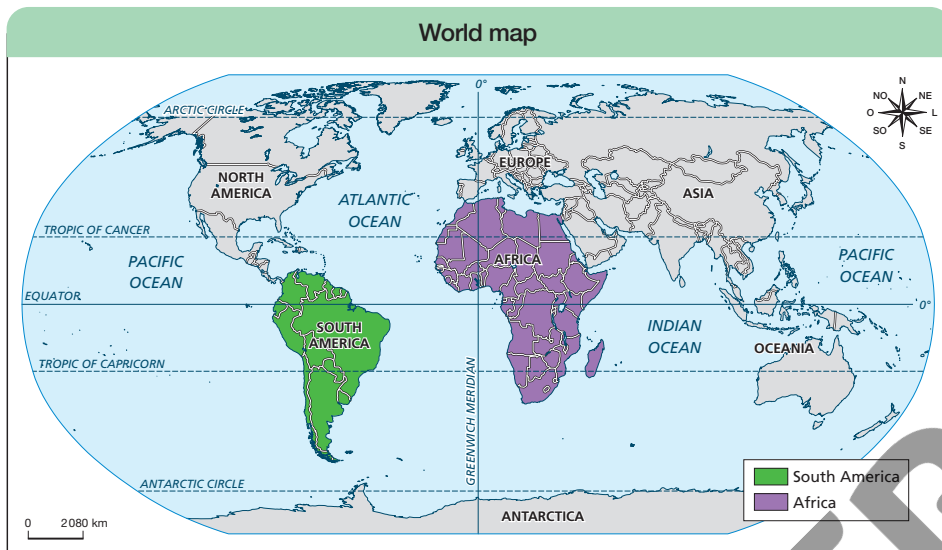 World map
0°
N
NO
NE
O
L
SO
SE
S
ARCTIC CIRCLE
NORTH
AMERICA
EUROPE
ASIA
ATLANTIC
OCEAN
TROPIC OF CANCER
PACIFIC
OCEAN
AFRICA
PACIFIC
OCEAN
EQUATOR
0°
SOUTH
AMERICA
INDIAN
OCEAN
OCEANIA
TROPIC OF CAPRICORN
GREENWICH MERIDIAN
ANTARCTIC CIRCLE
South America
Africa
0 2 080 km
ANTARCTICA